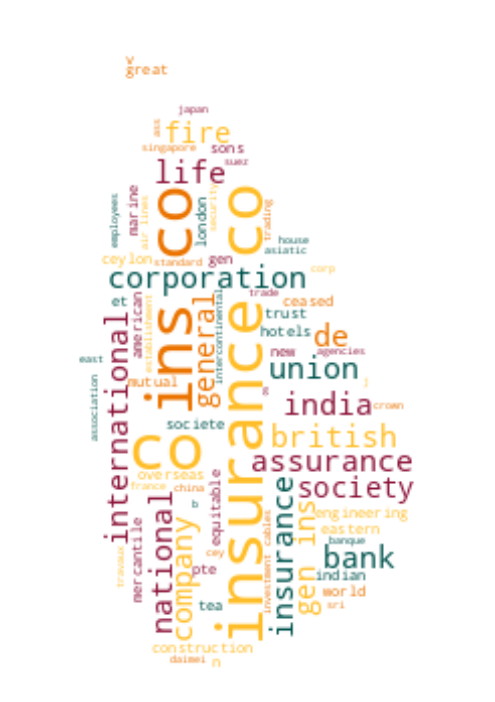 v
great
japan
ass
fire
singapore
sons
suez
life
employees
marine
air lines
co
london
security
co
trading
house
asiatic
ceylon
standard
gen
corp
corporation
et
american
establishment
ins
general
intercontinental
trade
ceased
trust
hotels
de
east
international
insurance
new
agencies
union
mutual
association
g
india
crown
j
societe
british
co
assurance
overseas
society
france
china
equitable
b
national
company
mercantile
travaux
cey
pte
investment
cables
insurance
gen ins
engineering
eastern
banque
bank
indian
world
sri
tea
construction
daimei
n